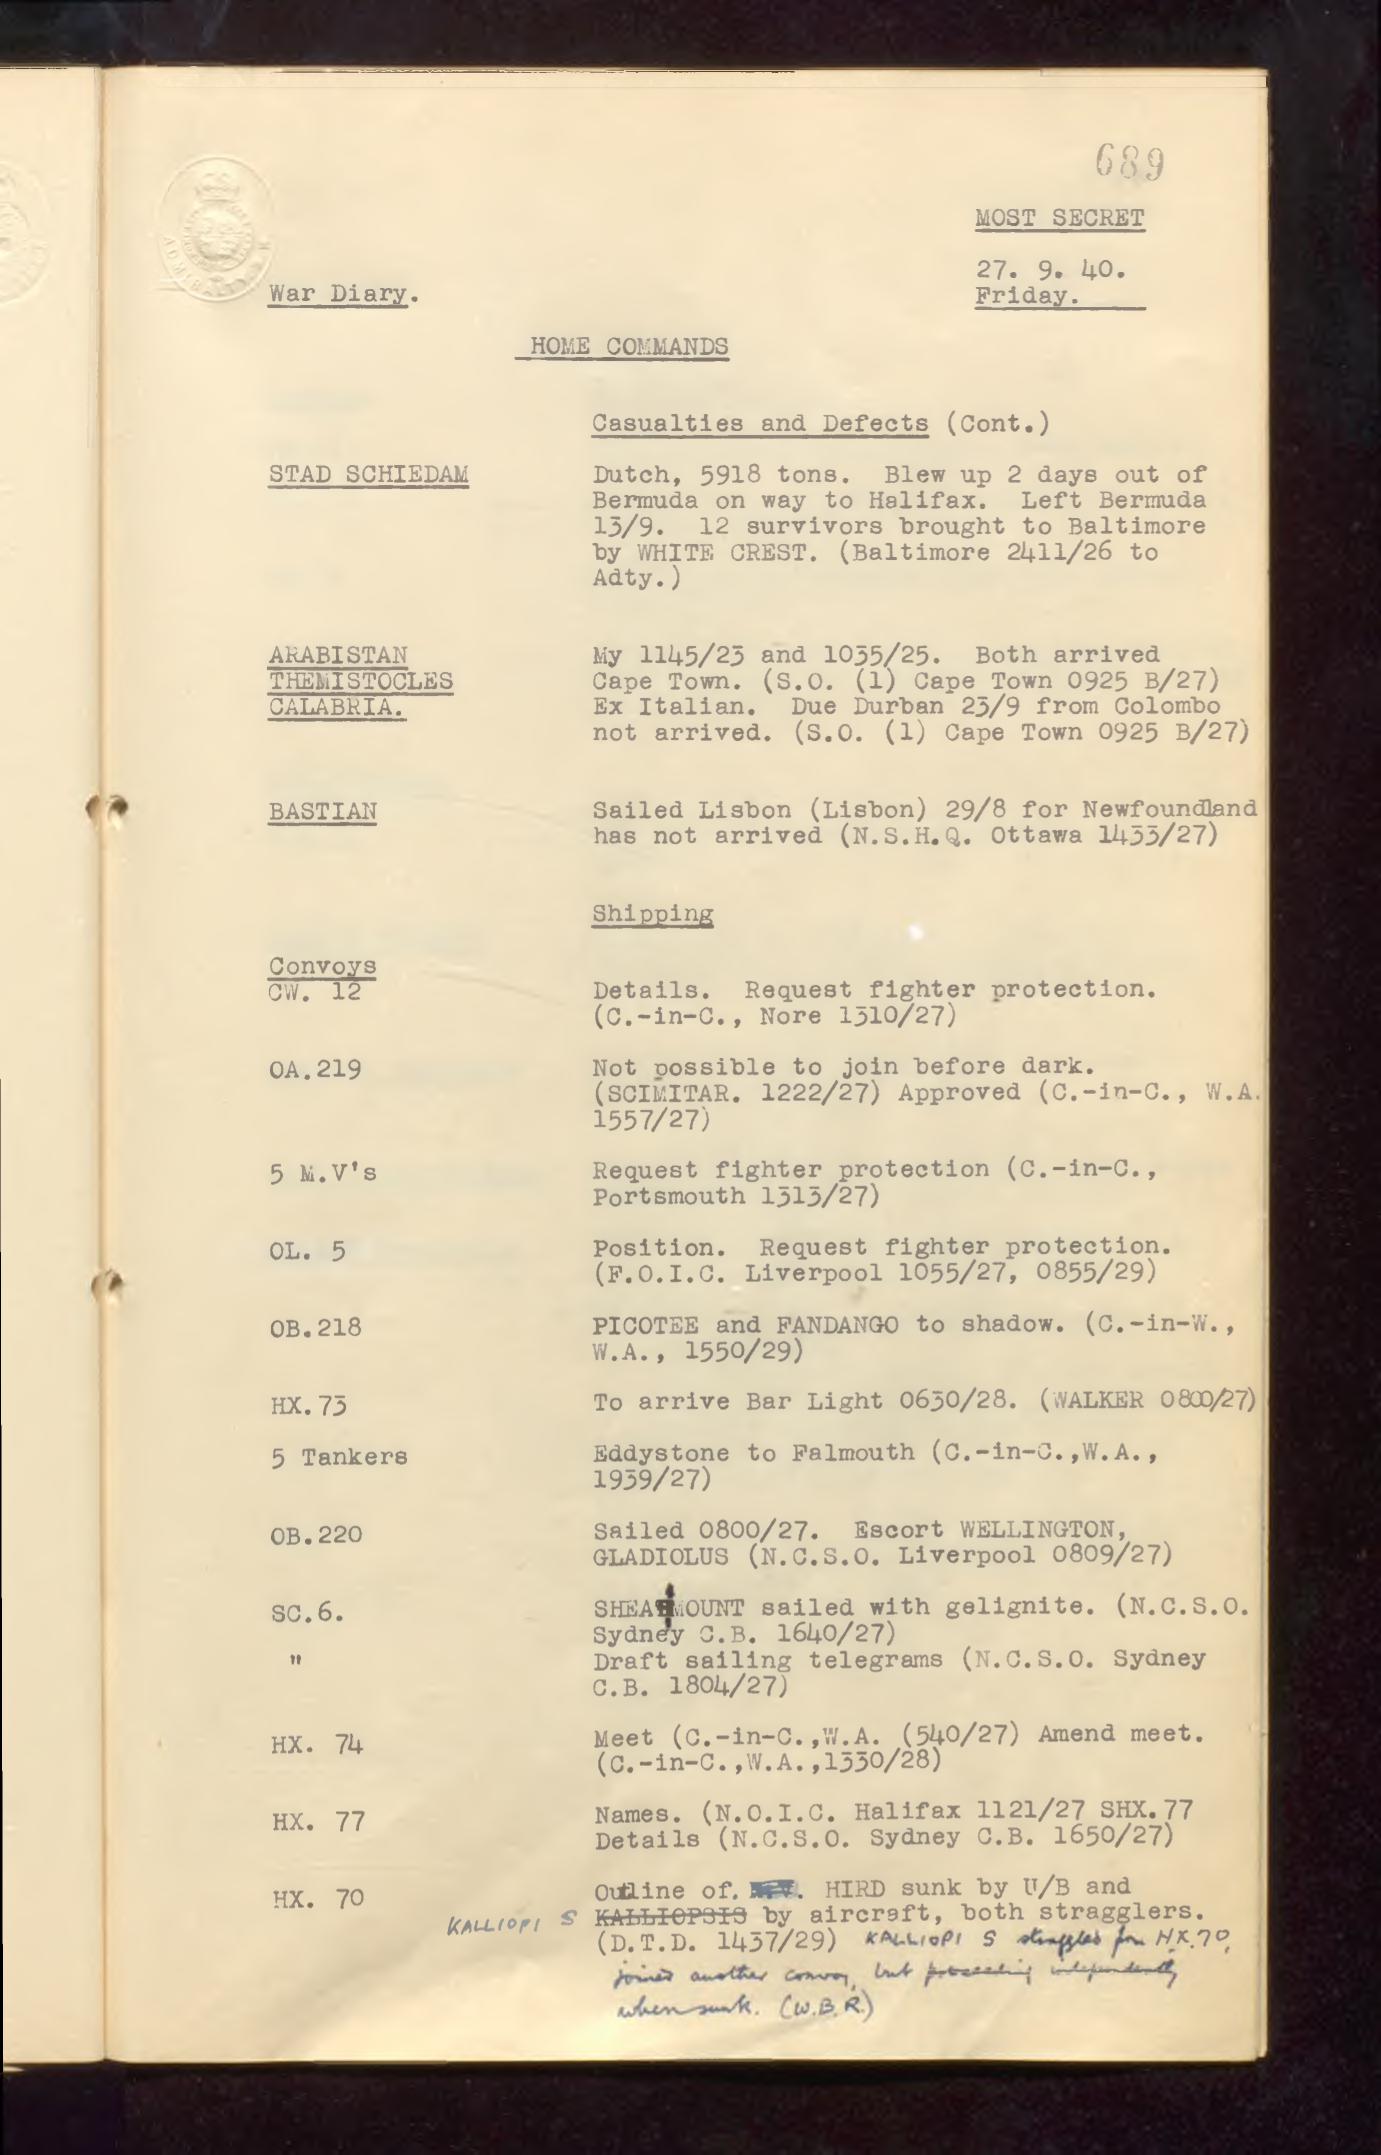 689
MOST SECRET
27. 9. 40.
Friday.
War Diary.
HOME COMMANDS
Casualties and Defects (Cont.)
STAD SCHIEDAM Dutch, 5918 tons. Blew up 2 days out of
Bermuda on way to Halifax. Left Bermuda
13/9. 12 survivors brought to Baltimore
by WHITE CREST. (Baltimore 2411/26 to
Adty.)
ARABISTAN My 1145/23 and 1035/25. Both arrived
THEMISTOCLES Cape Town. (S.O. (1) Cape Town 0925 B/27)
CALABRIA. Ex Italian. Due Durban 23/9 from Colombo
not arrived. (S.O. (1) Cape Town 0925 B/27)
BASTIAN Sailed Lisbon (Lisbon) 29/8 for Newfoundland
has not arrived (N.S.H.Q. Ottawa 1433/27)
Shipping
Convoys
CW. 12 Details. Request fighter protection.
(C.-in-C., Nore 1310/27)
OA.219 Not possible to join before dark.
(SCIMITAR. 1222/27) Approved (C.-in-C., W.A.
1557/27)
5 M.V's Request fighter protection (C.-in-C.,
Portsmouth 1313/27)
OL. 5 Position. Request fighter protection.
(F.O.I.C. Liverpool 1055/27, 0855/29)
OB.218 PICOTEE and FANDANGO to shadow. (C.-in-W.,
W.A., 1550/29)
HX.73 To arrive Bar Light 0630/28. (WALKER 0800/27)
5 Tankers Eddystone to Falmouth (C.-in-C.,W.A.,
1939/27)
OB.220 Sailed 0800/27. Escort WELLINGTON,
GLADIOLUS (N.C.S.O. Liverpool 0809/27)
SC.6. SHEAFMOUNT sailed with gelignite. (N.C.S.O.
Sydney C.B. 1640/27)
" Draft sailing telegrams (N.C.S.O. Sydney
C.B. 1804/27)
HX. 74 Meet (C.-in-C.,W.A. (540/27) Amend meet.
(C.-in-C.,W.A.,1330/28)
HX. 77 Names. (N.O.I.C. Halifax 1121/27 SHX.77
Details (N.C.S.O. Sydney C.B. 1650/27)
HX. 70 Outline of. HIRD sunk by U/B and
KALLIOPI S KALLIOPSIS by aircraft, both stragglers.
(D.T.D. 1437/29) KALLIOPI S straggled from HX.70,
joined another convoy, but proceeding independently
when sunk. (W.B.R.)